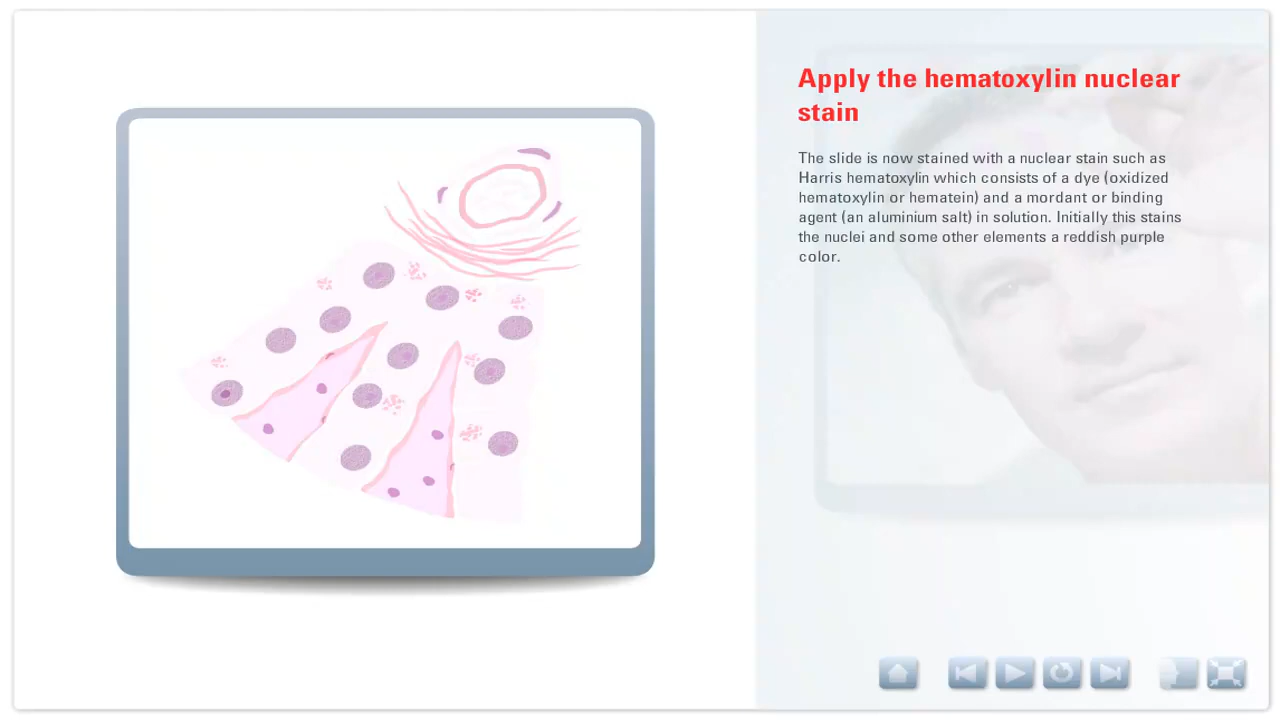 Apply the hematoxylin nuclear
stain
The slide is now stained with a nuclear stain such as
Harris hematoxylin which consists of a dye (oxidized
hematoxylin or hematein) and a mordant or binding
agent (an aluminium salt) in solution. Initially this stains
the nuclei and some other elements a reddish purple
color.